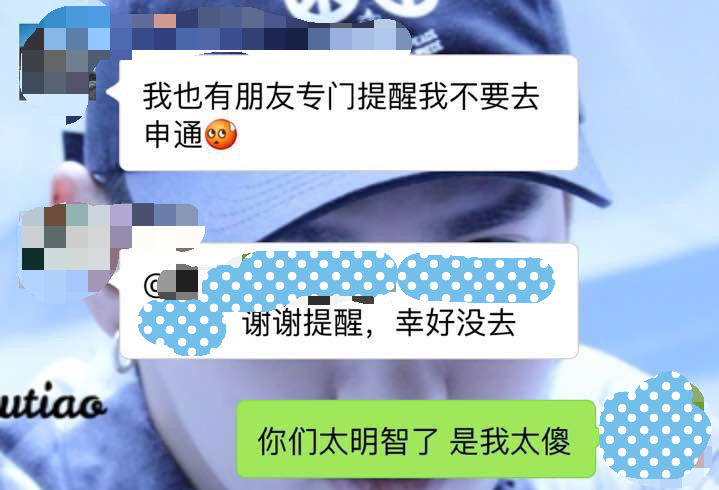 我也有朋友专门提醒我不要去
申通
@
谢谢提醒，幸好没去
utiao
你们太明智了 是我太傻